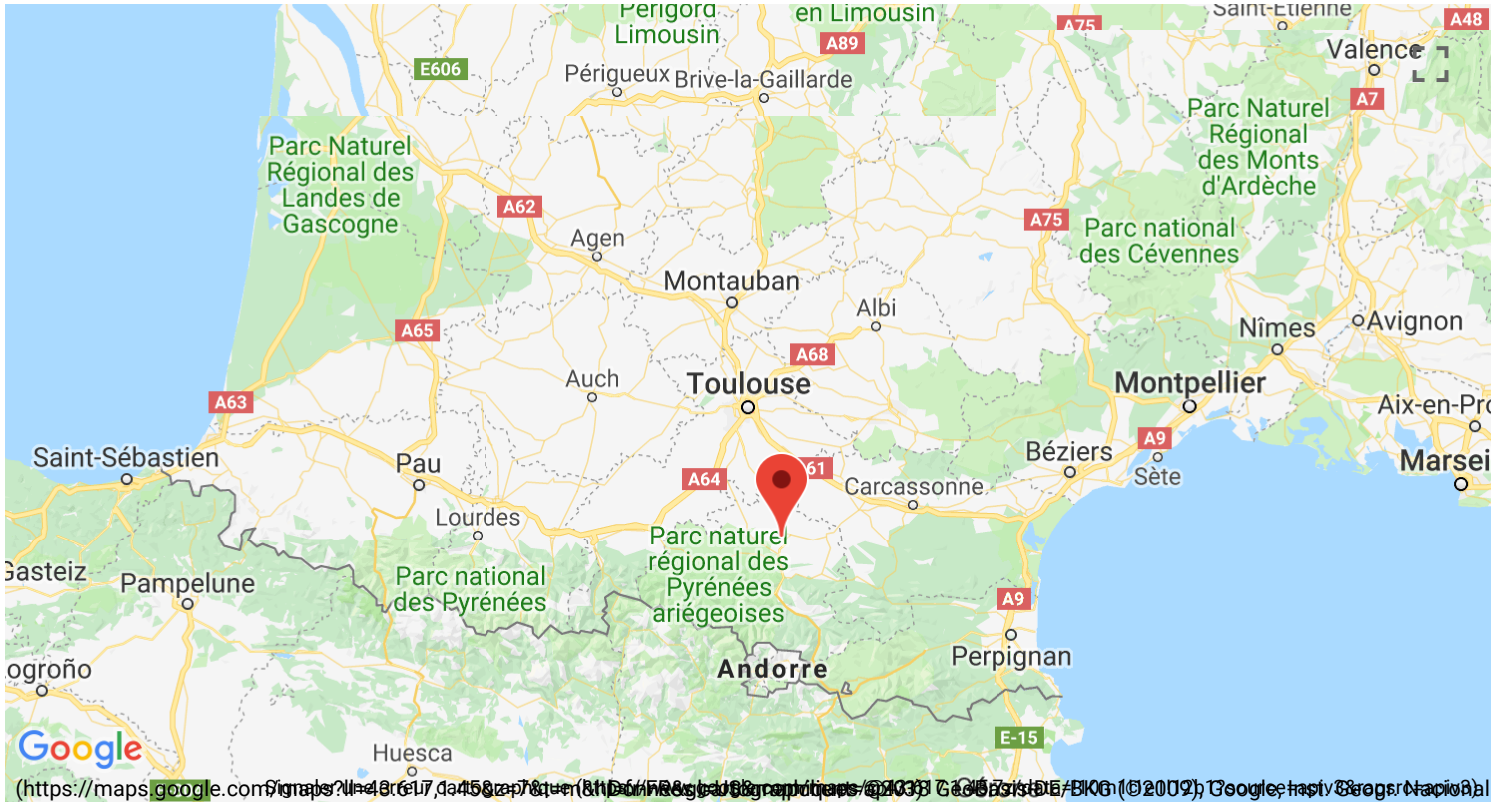 Périgord
Limousin
en Limousin
A75
Saint-Etienne
A48
A89
Valence
E606
Périgueux
Brive-la-Gaillarde
A7
Parc Naturel
Régional
des Monts
d'Ardèche
Parc Naturel
Régional des
Landes de
Gascogne
A62
A75
Agen
Parc national
des Cévennes
Montauban
Albi
A65
Nîmes
Avignon
A68
Auch
Toulouse
Montpellier
A63
Aix-en-Pro
A9
Saint-Sébastien
Pau
A64
61
Béziers
Sète
Marsei
Carcassonne
Lourdes
Parc naturel
régional des
Pyrénées
ariégeoises
Gasteiz
Pampelune
Parc national
des Pyrénées
A9
Perpignan
Andorre
ogroño
E-15
Google
Huesca